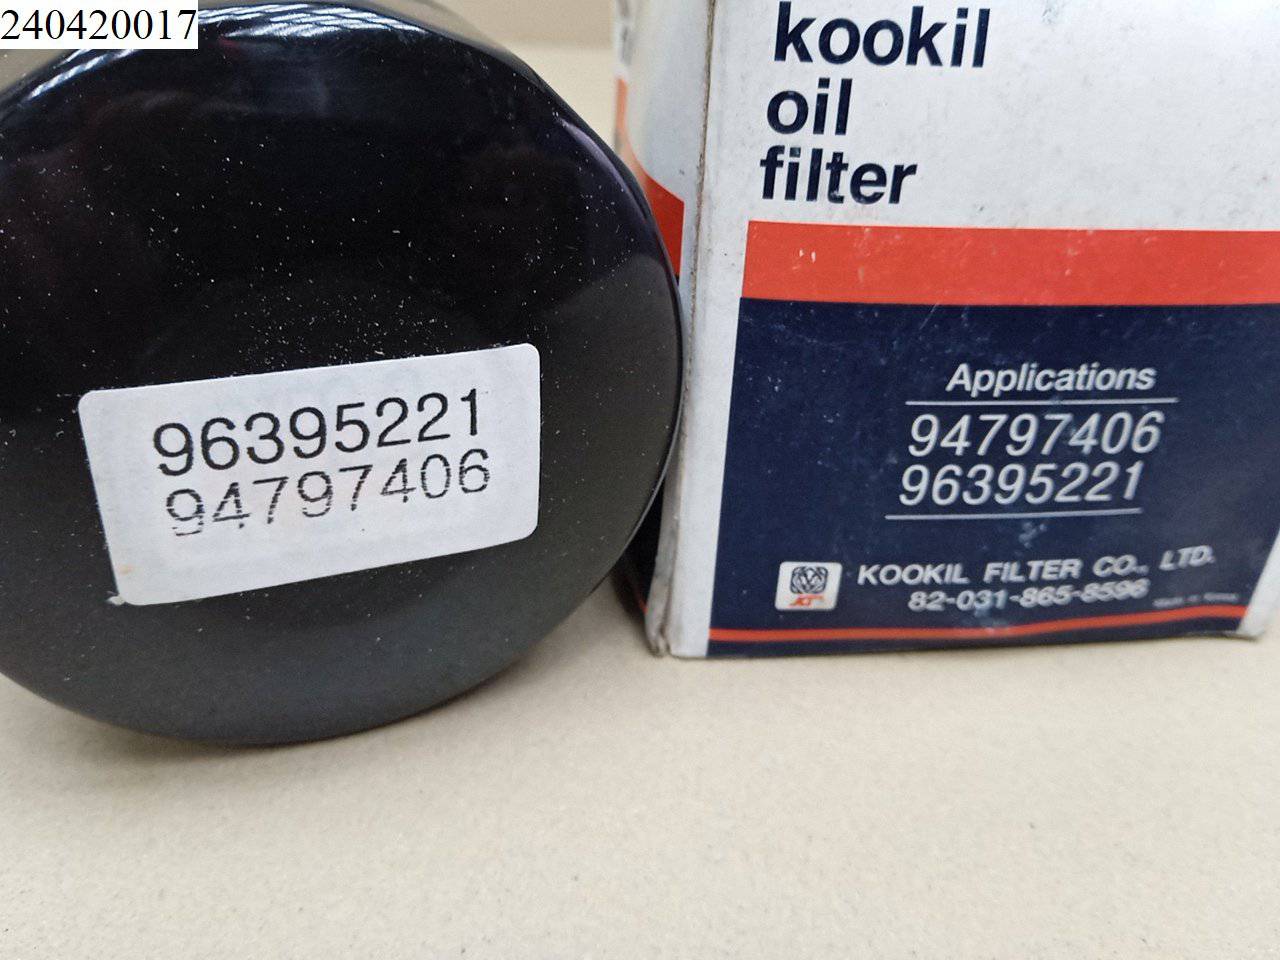 240420017
kookil
oil
filter
96395221
94797406
Applications
94797406
96395221
KOOKIL FILTER CO., LTD.
82-031-865-8596